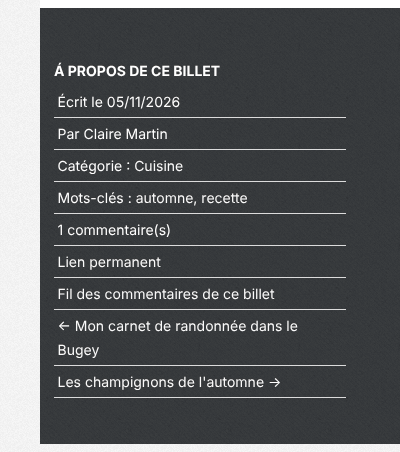 Á PROPOS DE CE BILLET
Écrit le 05/11/2026
Par Claire Martin
Catégorie : Cuisine
Mots-clés : automne, recette
1 commentaire(s)
Lien permanent
Fil des commentaires de ce billet
← Mon carnet de randonnée dans le
Bugey
Les champignons de l'automne →